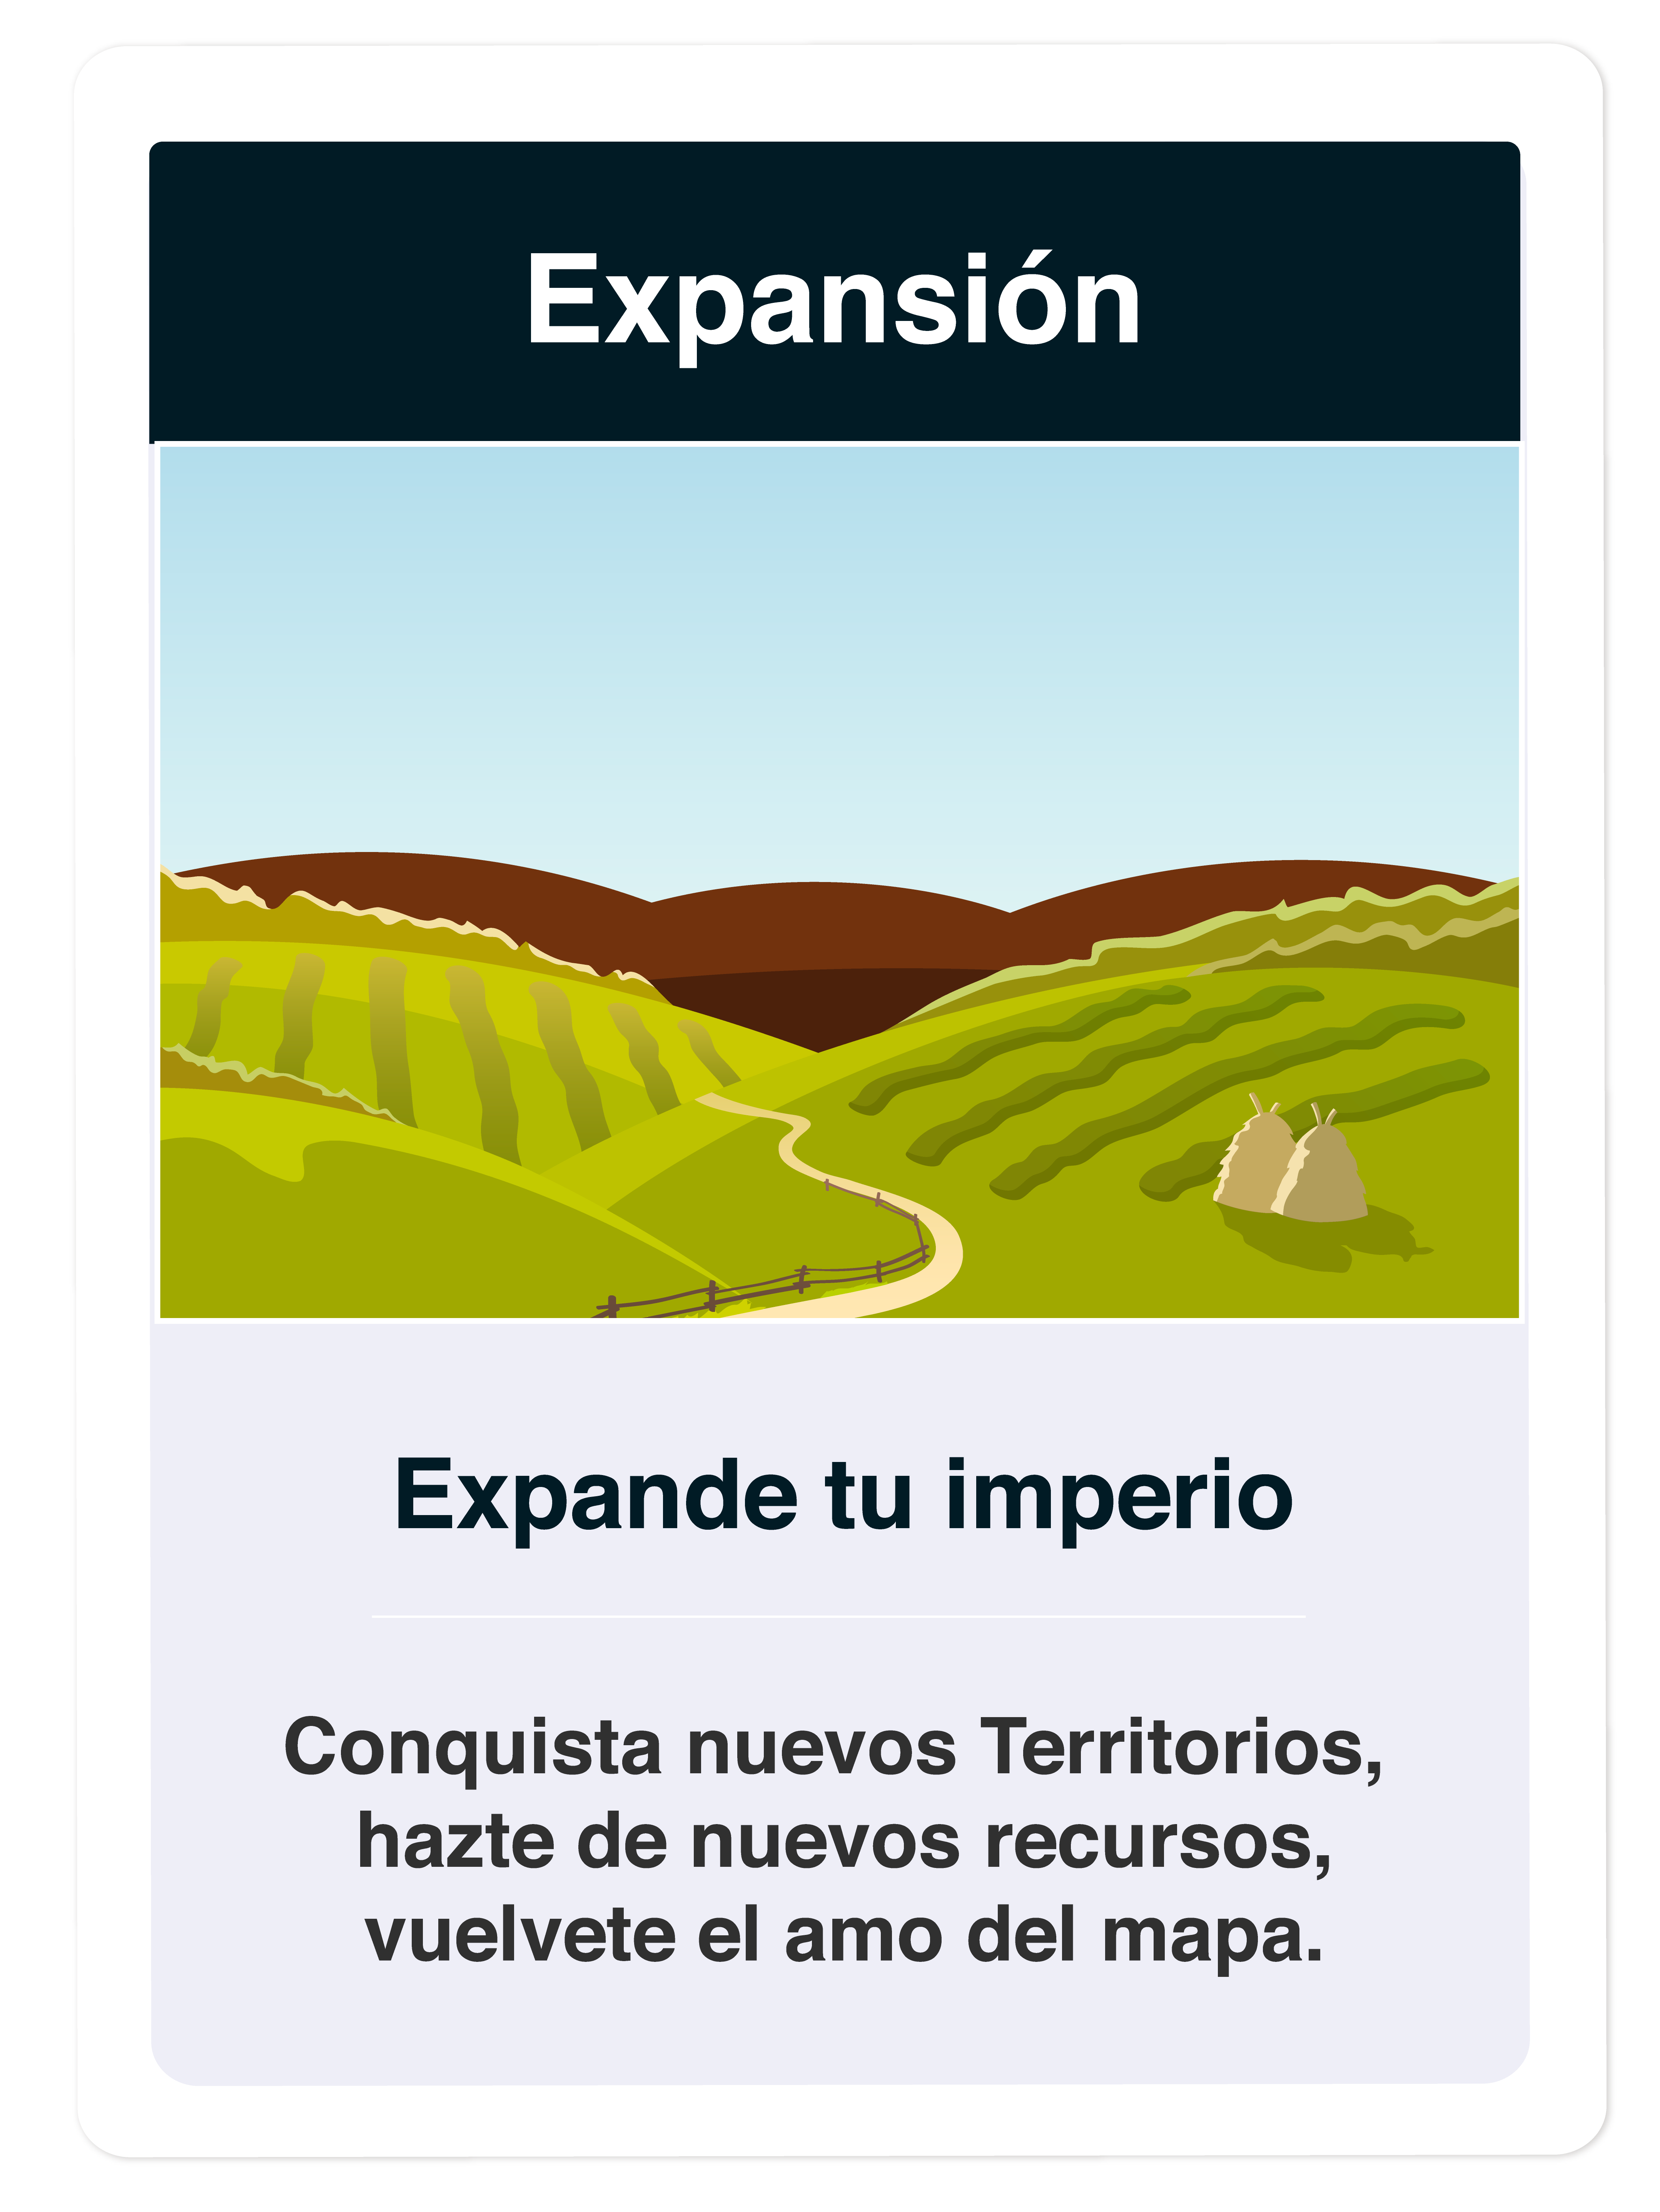 Expansión
Expande tu imperio
Conquista nuevos Territorios,
hazte de nuevos recursos,
vuelvete el amo del mapa.